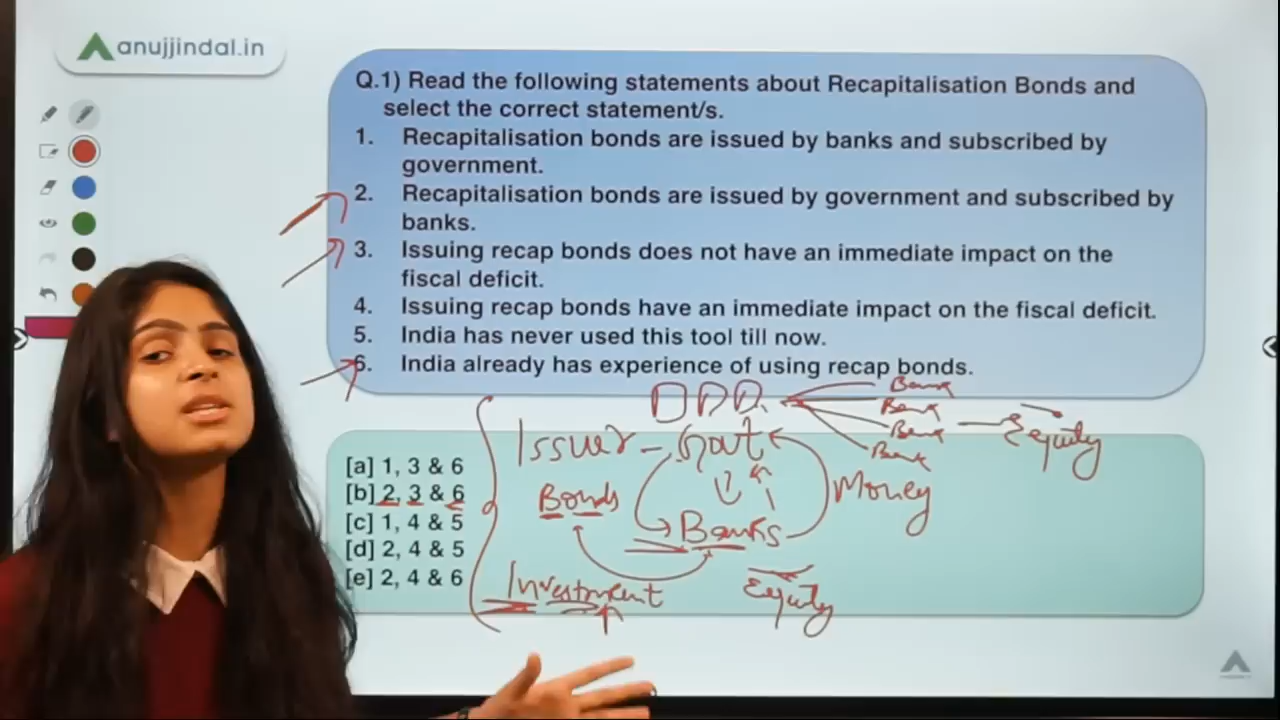 anujjindal.in
Q.1) Read the following statements about Recapitalisation Bonds and
select the correct statement/s.
1. Recapitalisation bonds are issued by banks and subscribed by
government.
2. Recapitalisation bonds are issued by government and subscribed by
banks.
3. Issuing recap bonds does not have an immediate impact on the
fiscal deficit.
4. Issuing recap bonds have an immediate impact on the fiscal deficit.
5. India has never used this tool till now.
6. India already has experience of using recap bonds.
[a] 1, 3 & 6
[b] 2, 3 & 6
[c] 1, 4 & 5
[d] 2, 4 & 5
[e] 2, 4 & 6
Bank
Bank
Bank
Bank
Equity
Issuer - Govt
Bonds
Money
Banks
Investment
Equity